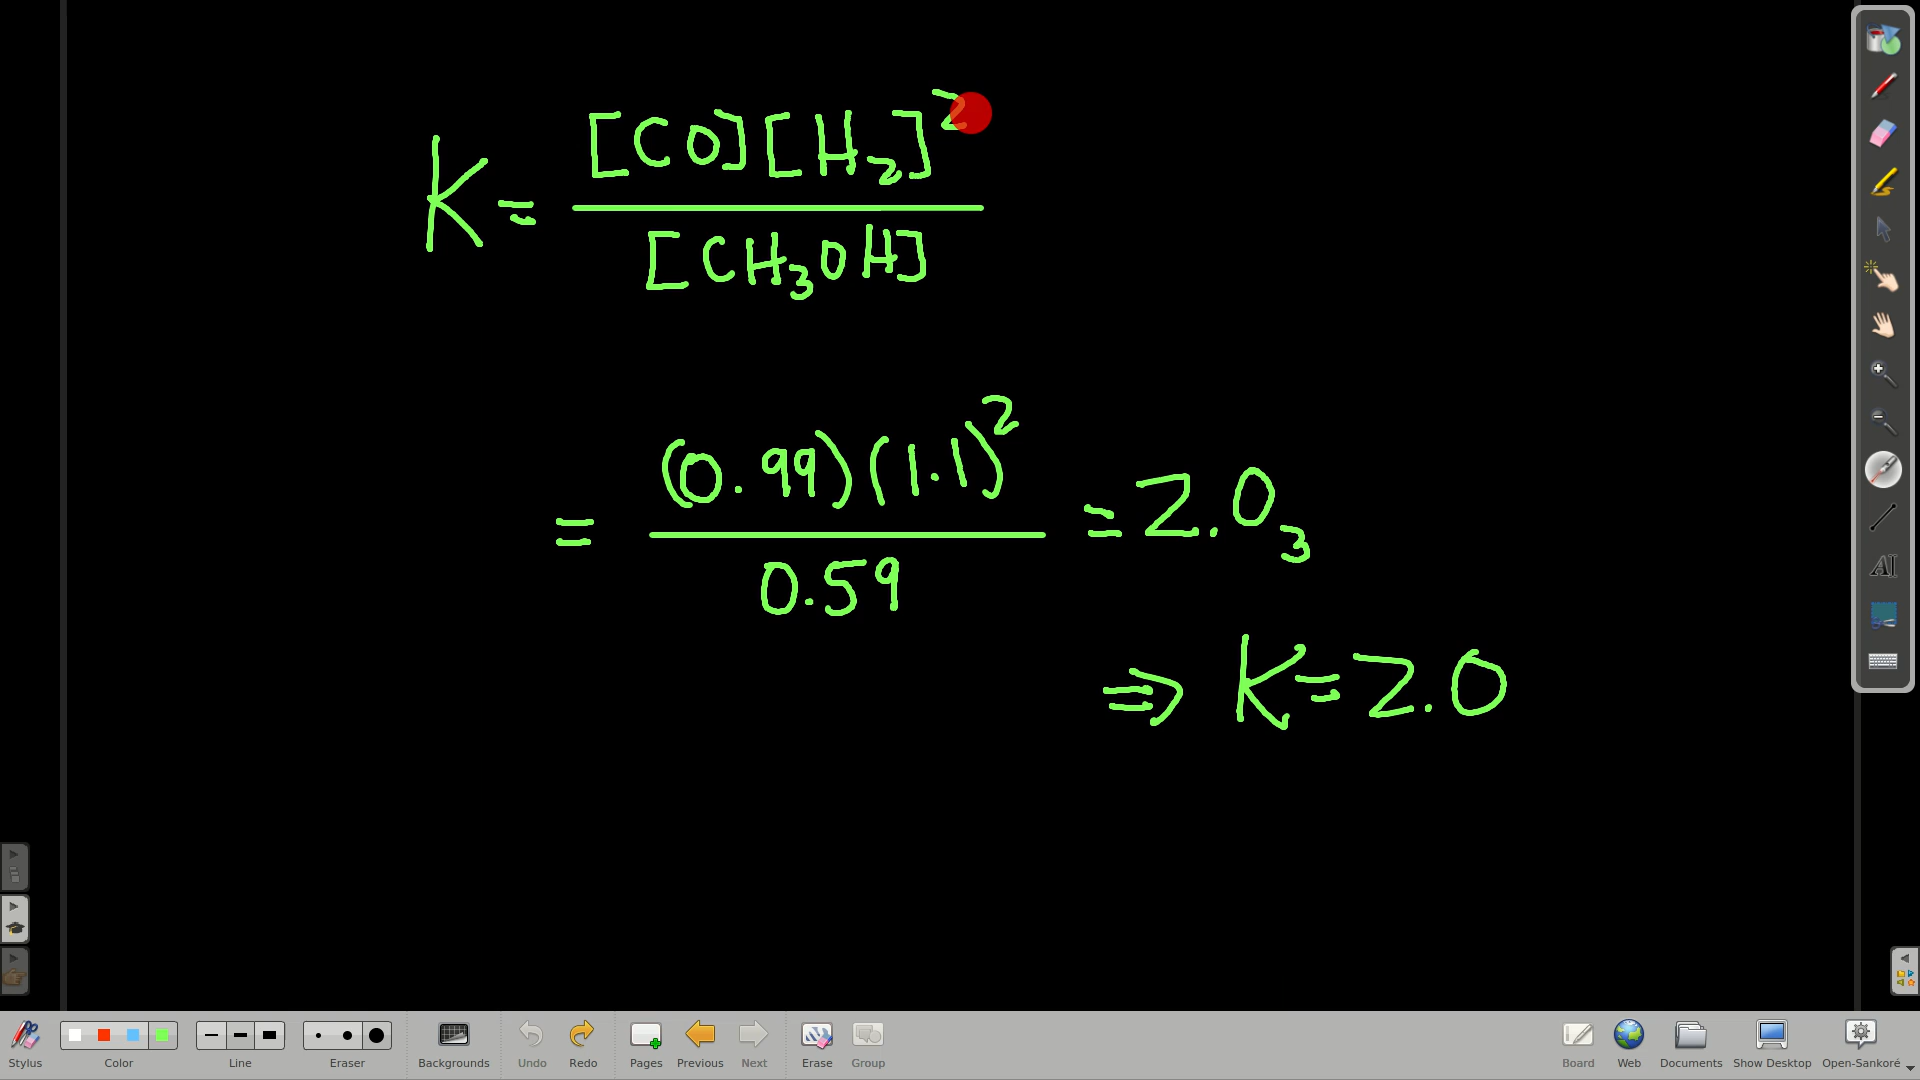 K = [CO][H₂]² / [CH₃OH]
= (0.99)(1.1)² / 0.59 = 2.0₃
⇒ K = 2.0
AI
Stylus Color Line Eraser Backgrounds Undo Redo Pages Previous Next Erase Group Board Web Documents Show Desktop Open-Sankoré